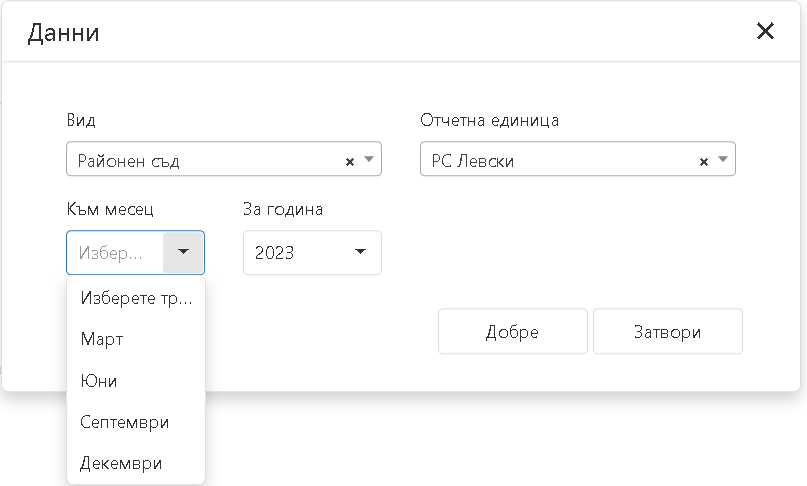 Данни
Вид
Отчетна единица
Районен съд
РС Левски
Към месец
За година
Избер...
2023
Изберете тр...
Март
Юни
Септември
Декември
Добре
Затвори